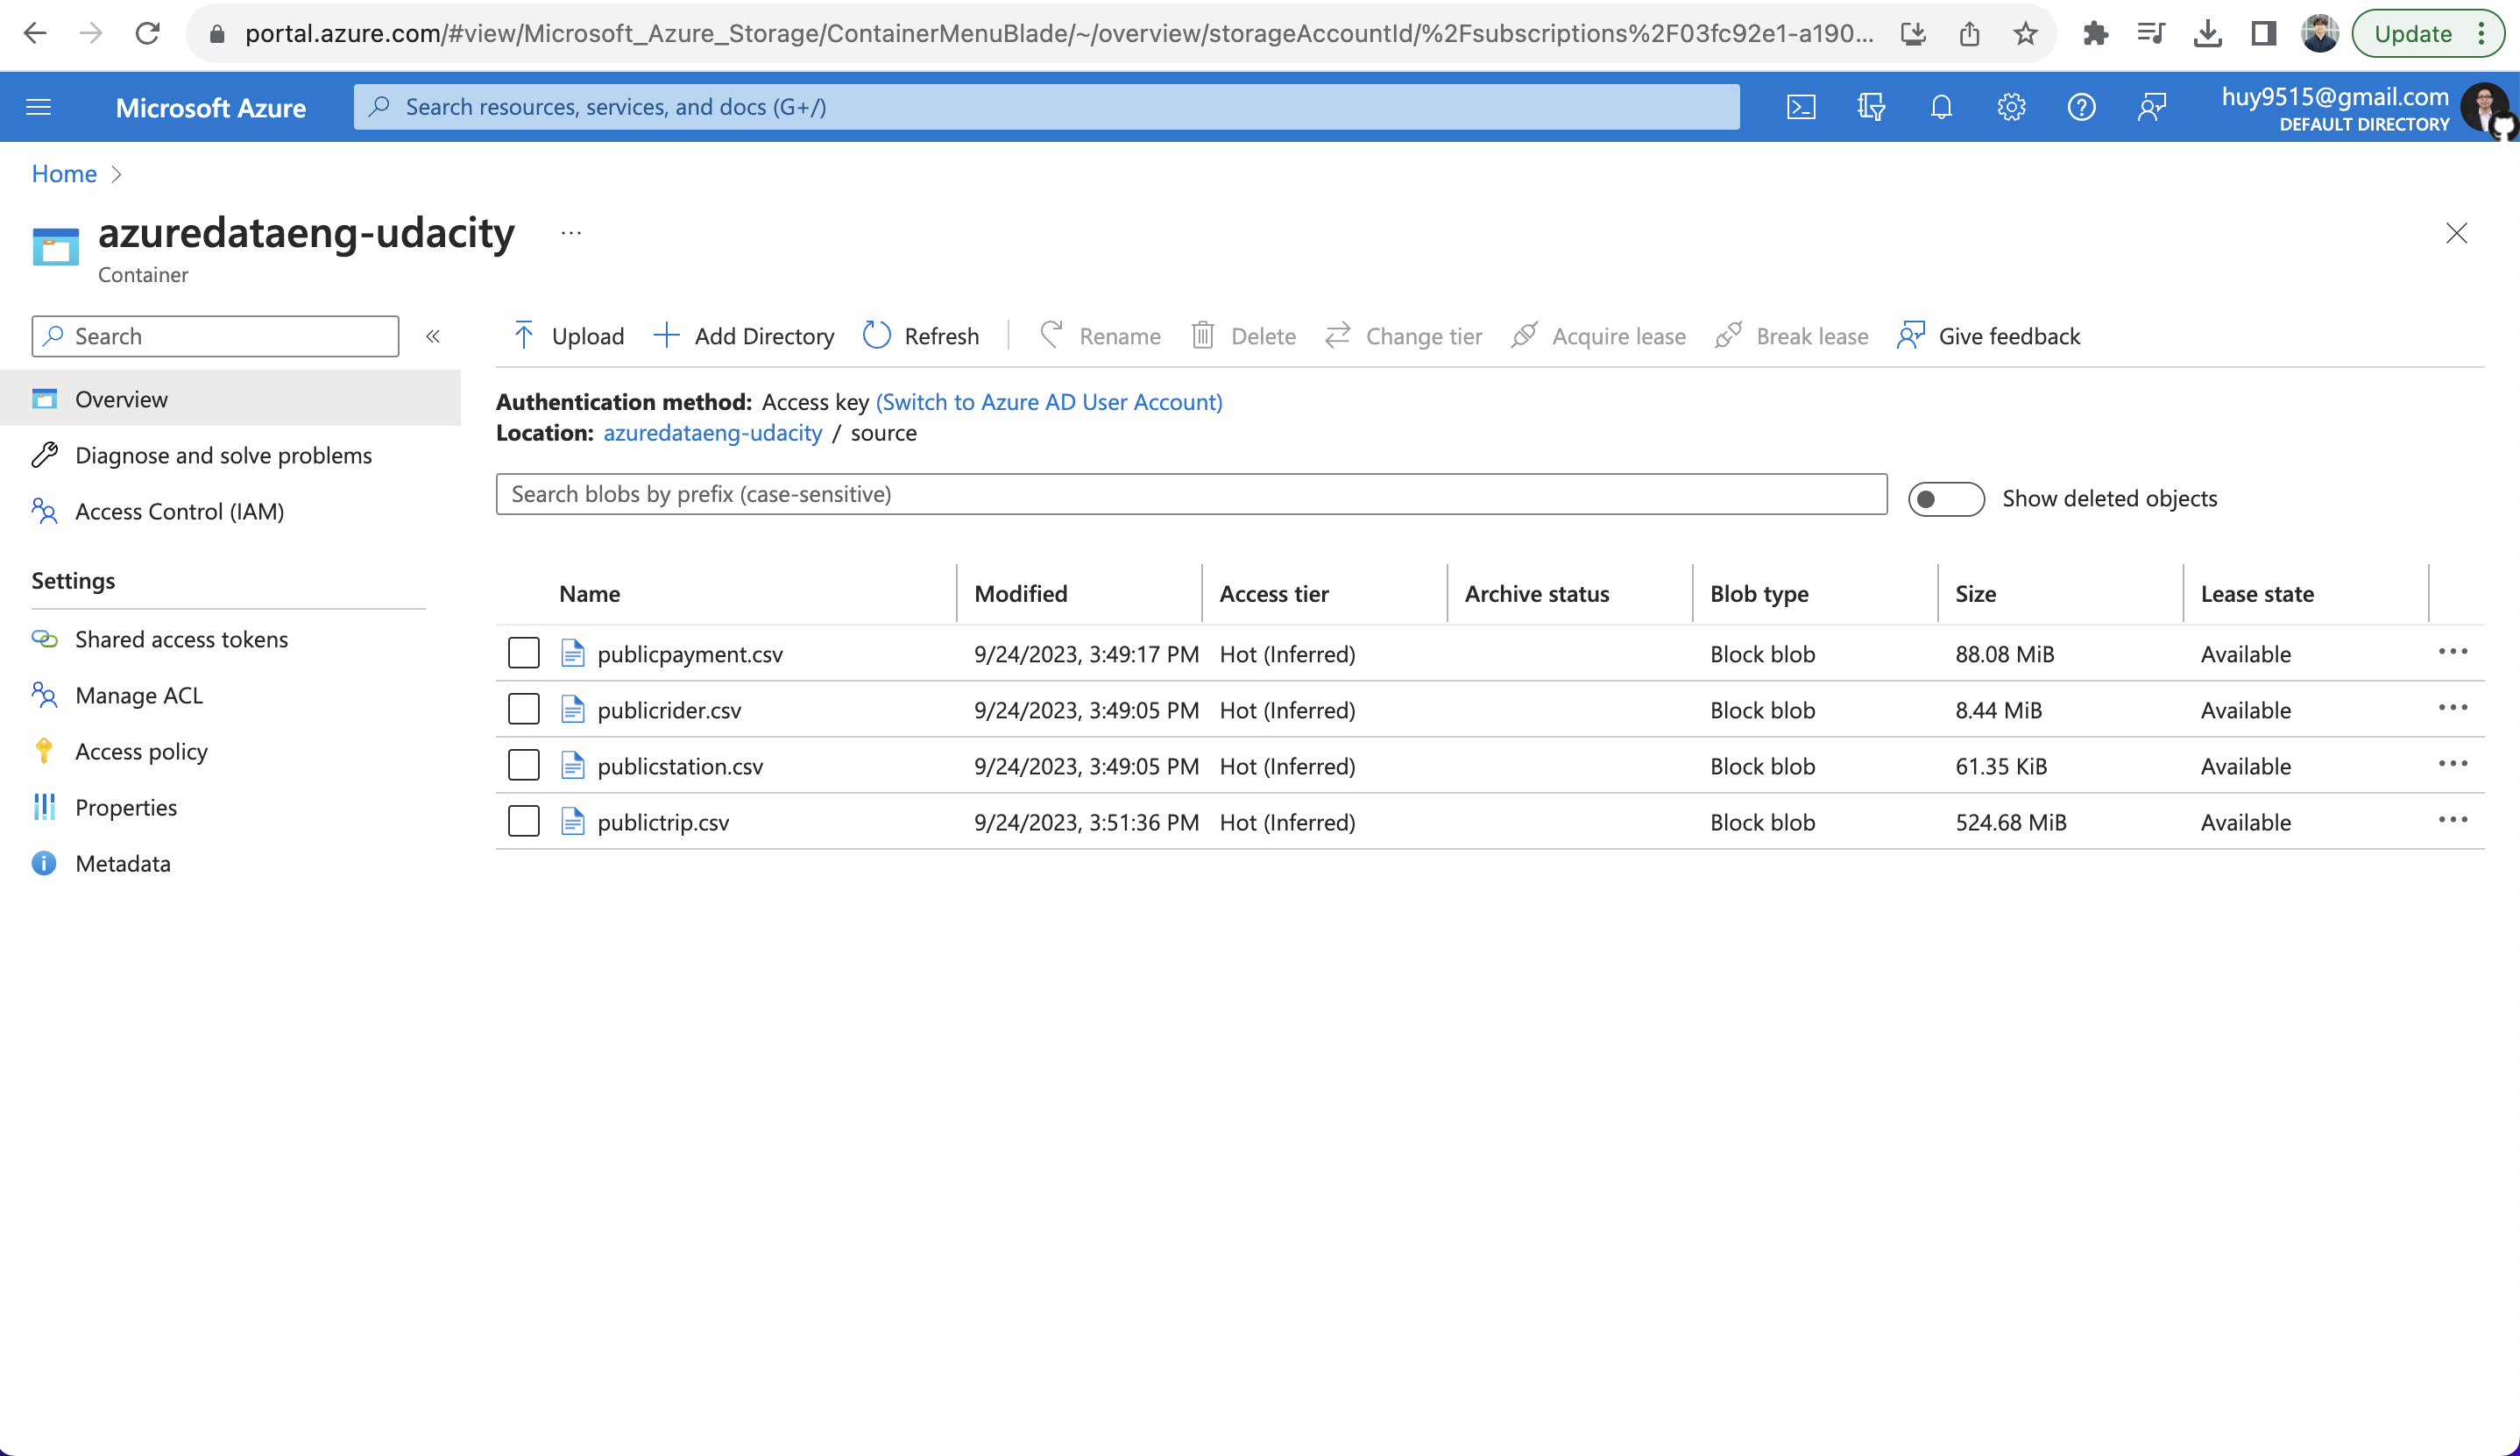 portal.azure.com/#view/Microsoft_Azure_Storage/ContainerMenuBlade/~/overview/storageAccountId/%2Fsubscriptions%2F03fc92e1-a190...
Update
Microsoft Azure
Search resources, services, and docs (G+/)
huy9515@gmail.com
DEFAULT DIRECTORY
Home
azuredataeng-udacity
...
Container
Search
«
Overview
Diagnose and solve problems
Access Control (IAM)
Settings
Shared access tokens
Manage ACL
Access policy
Properties
Metadata
Upload Add Directory Refresh Rename Delete Change tier Acquire lease Break lease Give feedback
Authentication method: Access key (Switch to Azure AD User Account)
Location: azuredataeng-udacity / source
Search blobs by prefix (case-sensitive)
Show deleted objects
Name Modified Access tier Archive status Blob type Size Lease state
publicpayment.csv 9/24/2023, 3:49:17 PM Hot (Inferred) Block blob 88.08 MiB Available
publicrider.csv 9/24/2023, 3:49:05 PM Hot (Inferred) Block blob 8.44 MiB Available
publicstation.csv 9/24/2023, 3:49:05 PM Hot (Inferred) Block blob 61.35 KiB Available
publictrip.csv 9/24/2023, 3:51:36 PM Hot (Inferred) Block blob 524.68 MiB Available